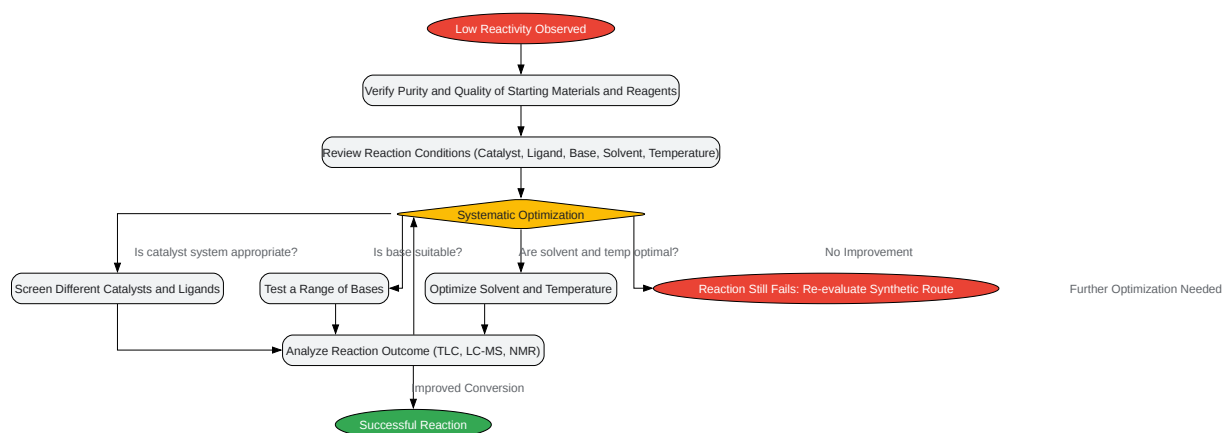 Low Reactivity Observed
Verify Purity and Quality of Starting Materials and Reagents
Review Reaction Conditions (Catalyst, Ligand, Base, Solvent, Temperature)
Systematic Optimization
Is catalyst system appropriate?
Is base suitable?
Are solvent and temp optimal?
No Improvement
Screen Different Catalysts and Ligands
Test a Range of Bases
Optimize Solvent and Temperature
Reaction Still Fails: Re-evaluate Synthetic Route
Further Optimization Needed
Analyze Reaction Outcome (TLC, LC-MS, NMR)
Improved Conversion
Successful Reaction